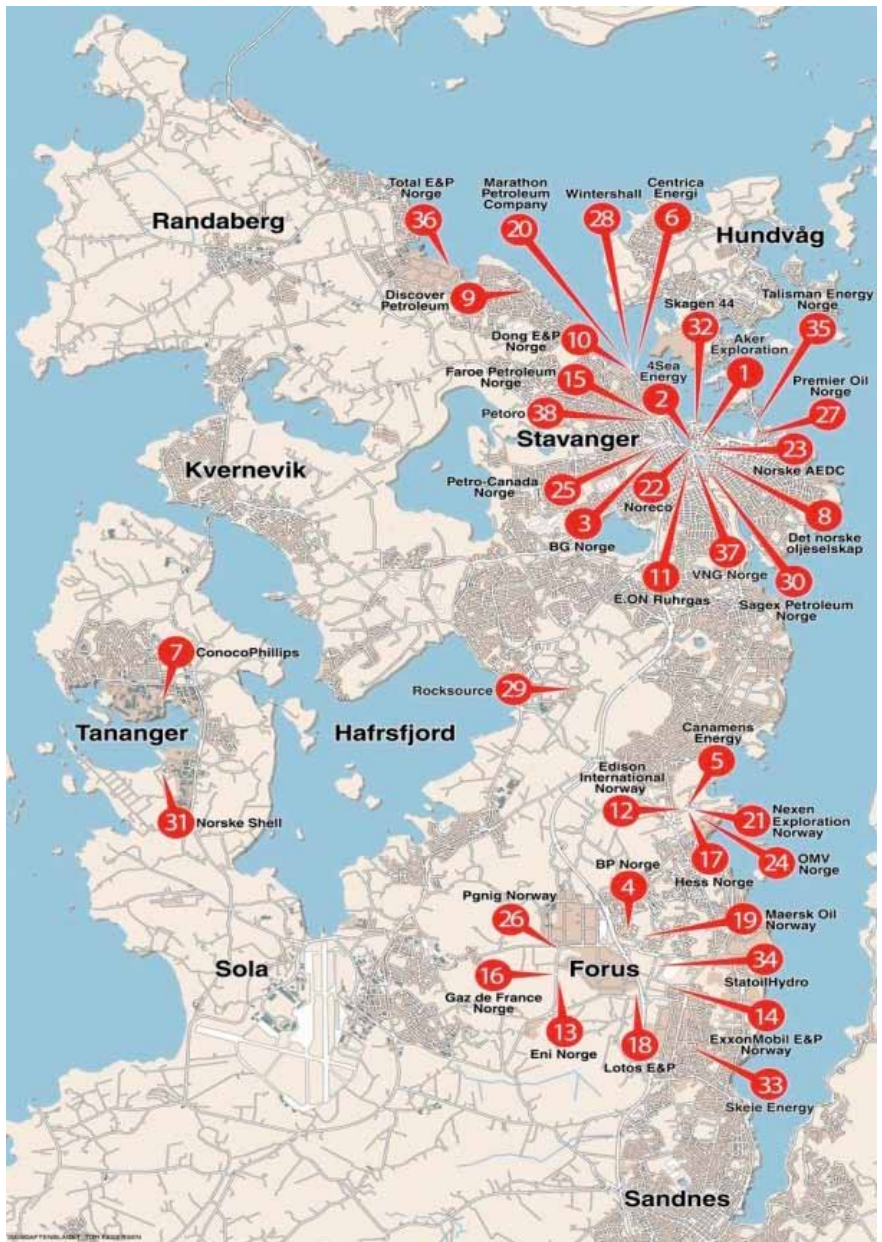 Total E&P
Norge
36
Marathon
Petroleum
Company
20
Wintershall
28
Centrica
Energi
6
Randaberg
Hundvåg
Discover
Petroleum
9
Skagen 44
32
Talisman Energy
Norge
35
Dong E&P
Norge
10
Aker
Exploration
1
Faroe Petroleum
Norge
15
4Sea
Energy
2
Premier Oil
Norge
27
Petoro
38
Stavanger
23
Norske AEDC
Kvernevik
Petro-Canada
Norge
25
22
Noreco
3
BG Norge
8
Det norske
oljeselskap
11
E.ON Ruhrgas
37
VNG Norge
30
Sagex Petroleum
Norge
7
ConocoPhillips
Rocksource
29
Tananger
Hafrsfjord
Canamens
Energy
5
Edison
International
Norway
12
31
Norske Shell
21
Nexen
Exploration
Norway
17
Hess Norge
24
OMV
Norge
BP Norge
4
Pgnig Norway
26
19
Maersk Oil
Norway
Sola
Forus
34
StatoilHydro
16
Gaz de France
Norge
13
Eni Norge
18
Lotos E&P
14
ExxonMobil E&P
Norway
33
Skeie Energy
Sandnes